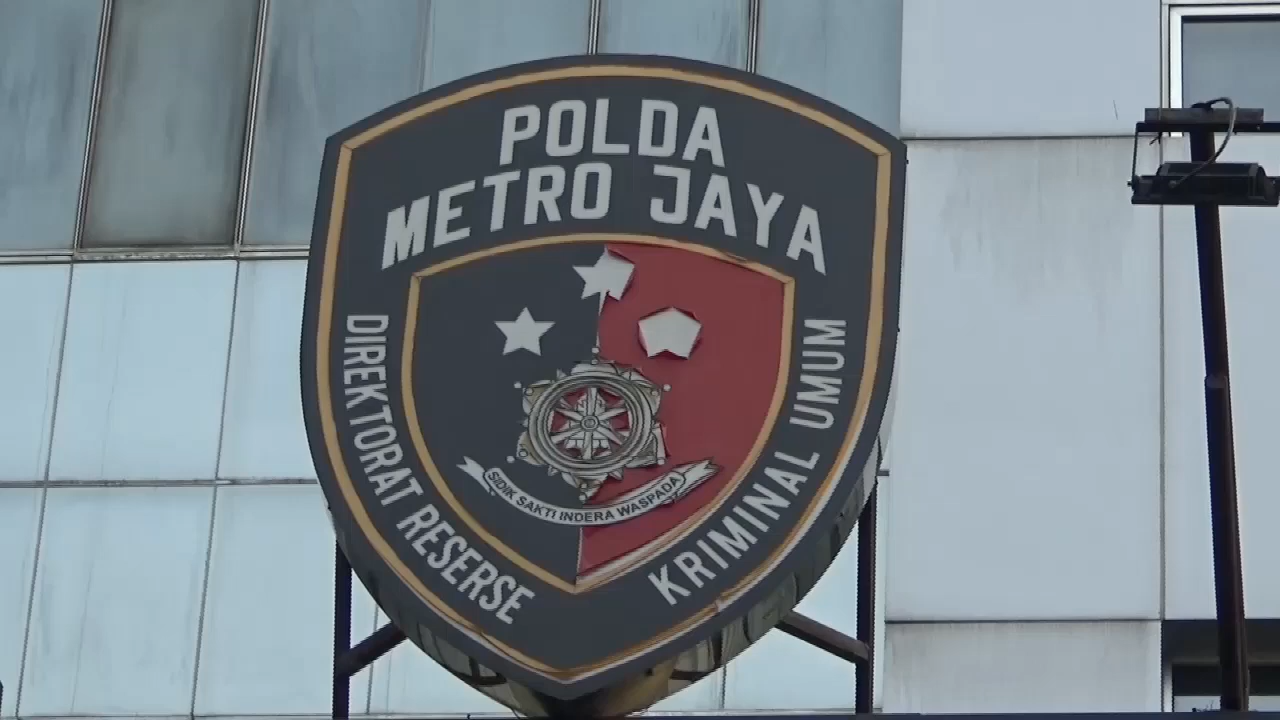 POLDA
METRO JAYA
DIREKTORAT RESERSE
KRIMINAL UMUM
SIDIK SAKTI INDERA WASPADA